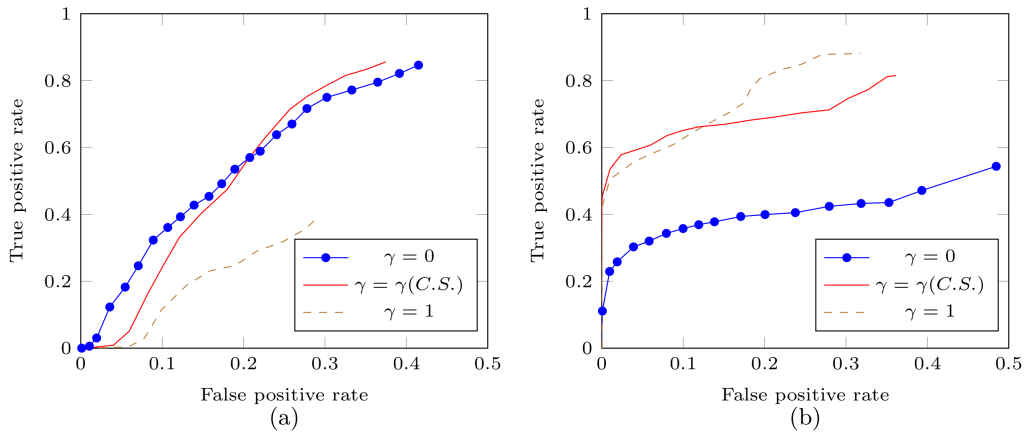 1
0.8
0.6
0.4
0.2
0
0 0.1 0.2 0.3 0.4 0.5
True positive rate
False positive rate
γ = 0
γ = γ(C.S.)
γ = 1
(a)
1
0.8
0.6
0.4
0.2
0
0 0.1 0.2 0.3 0.4 0.5
True positive rate
False positive rate
γ = 0
γ = γ(C.S.)
γ = 1
(b)